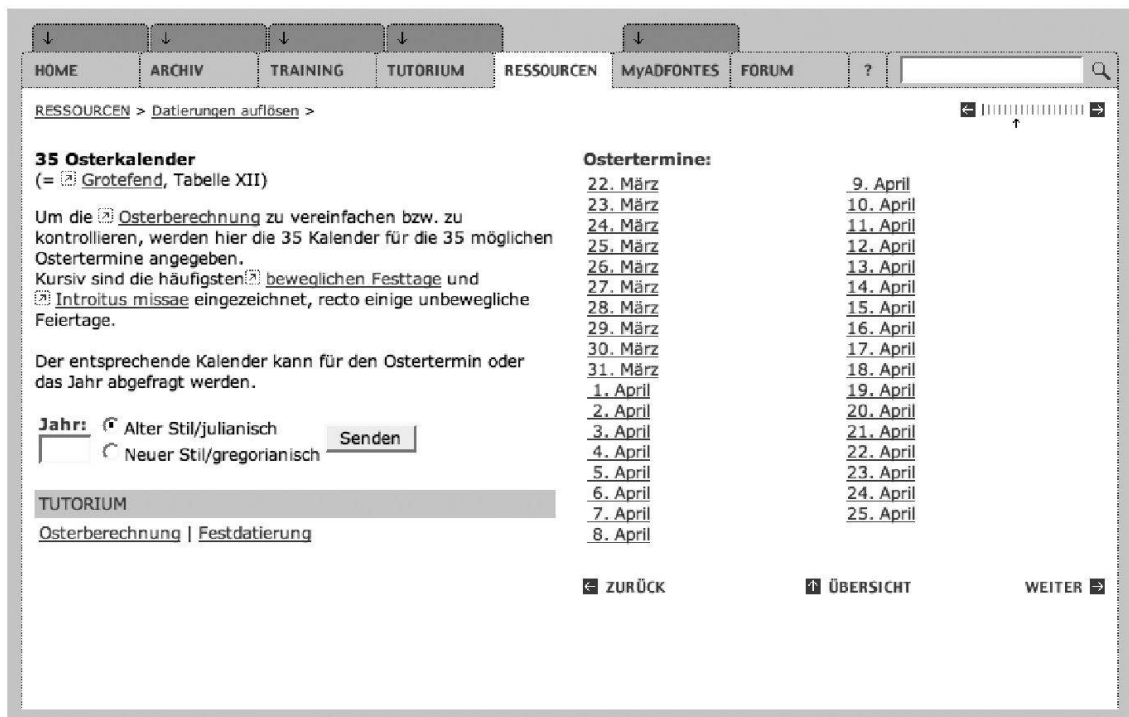 ↓ ↓ ↓ ↓ ↓
HOME ARCHIV TRAINING TUTORIUM RESSOURCEN MyADFONTES FORUM ?
RESSOURCEN > Datierungen auflösen >
35 Osterkalender
(= Grotefend, Tabelle XII)
Um die Osterberechnung zu vereinfachen bzw. zu
kontrollieren, werden hier die 35 Kalender für die 35 möglichen
Ostertermine angegeben.
Kursiv sind die häufigsten beweglichen Festtage und
Introitus missae eingezeichnet, recto einige unbewegliche
Feiertage.
Der entsprechende Kalender kann für den Ostertermin oder
das Jahr abgefragt werden.
Jahr: Alter Stil/julianisch
Neuer Stil/gregorianisch
Senden
TUTORIUM
Osterberechnung | Festdatierung
Ostertermine:
22. März
23. März
24. März
25. März
26. März
27. März
28. März
29. März
30. März
31. März
1. April
2. April
3. April
4. April
5. April
6. April
7. April
8. April
9. April
10. April
11. April
12. April
13. April
14. April
15. April
16. April
17. April
18. April
19. April
20. April
21. April
22. April
23. April
24. April
25. April
ZURÜCK ÜBERSICHT WEITER